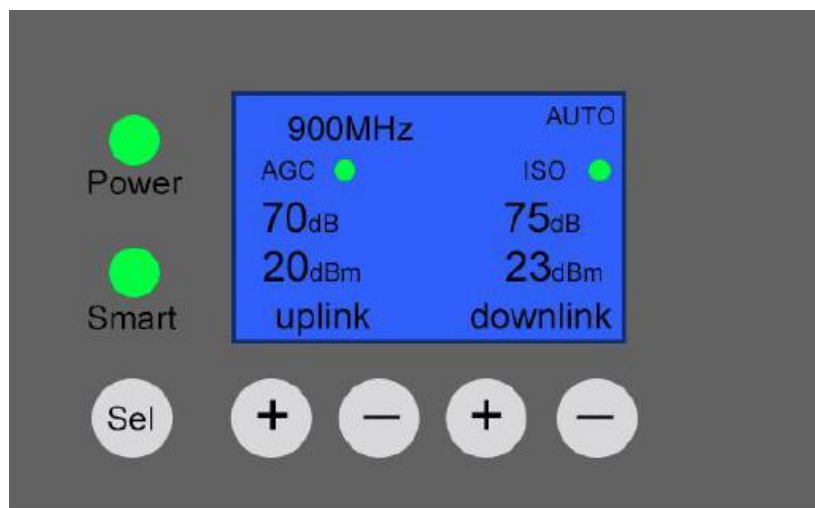 900MHz AUTO
AGC ISO
Power
70dB 75dB
20dBm 23dBm
Smart
uplink downlink
Sel + − + −